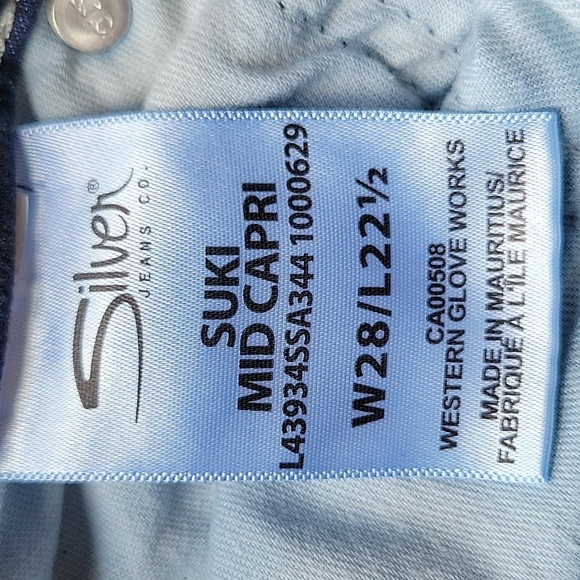 Silver®
JEANS CO.
SUKI
MID CAPRI
L43934SSA344 1000629
W28/L22½
CA00508
WESTERN GLOVE WORKS
MADE IN MAURITIUS/
FABRIQUÉ À L'ÎLE MAURICE